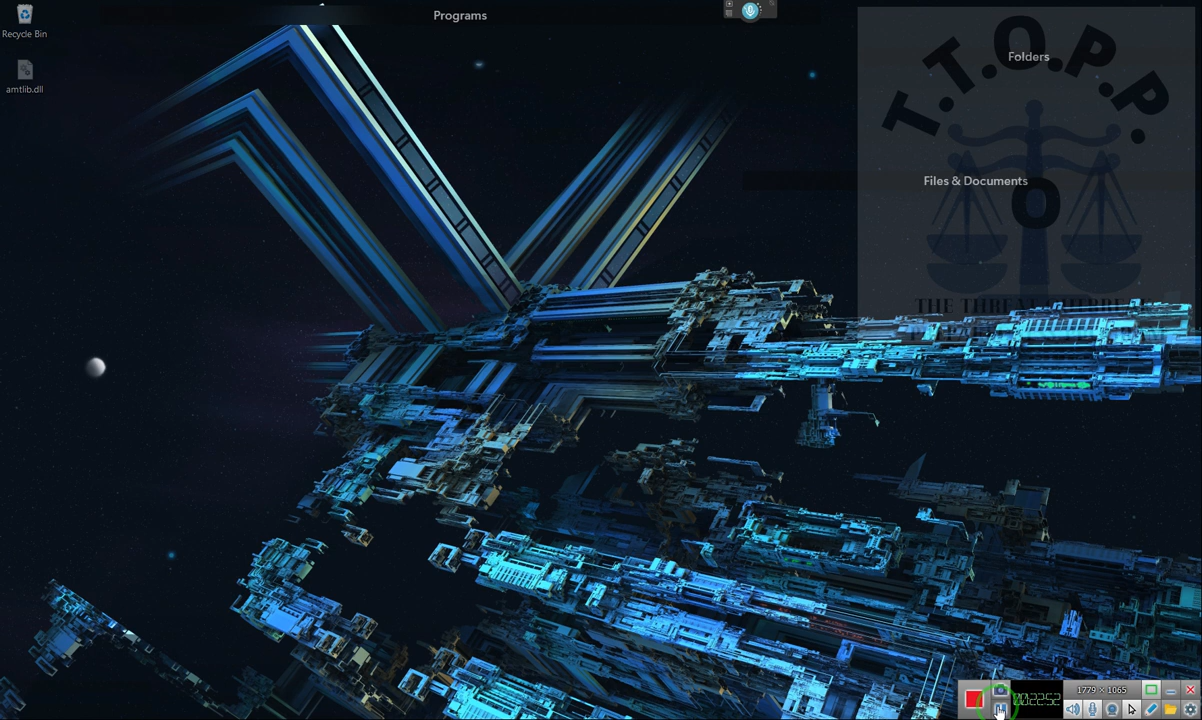 Programs
Recycle Bin
amtlib.dll
T.T.O.P.P.
Folders
Files & Documents
O
1779 × 1065